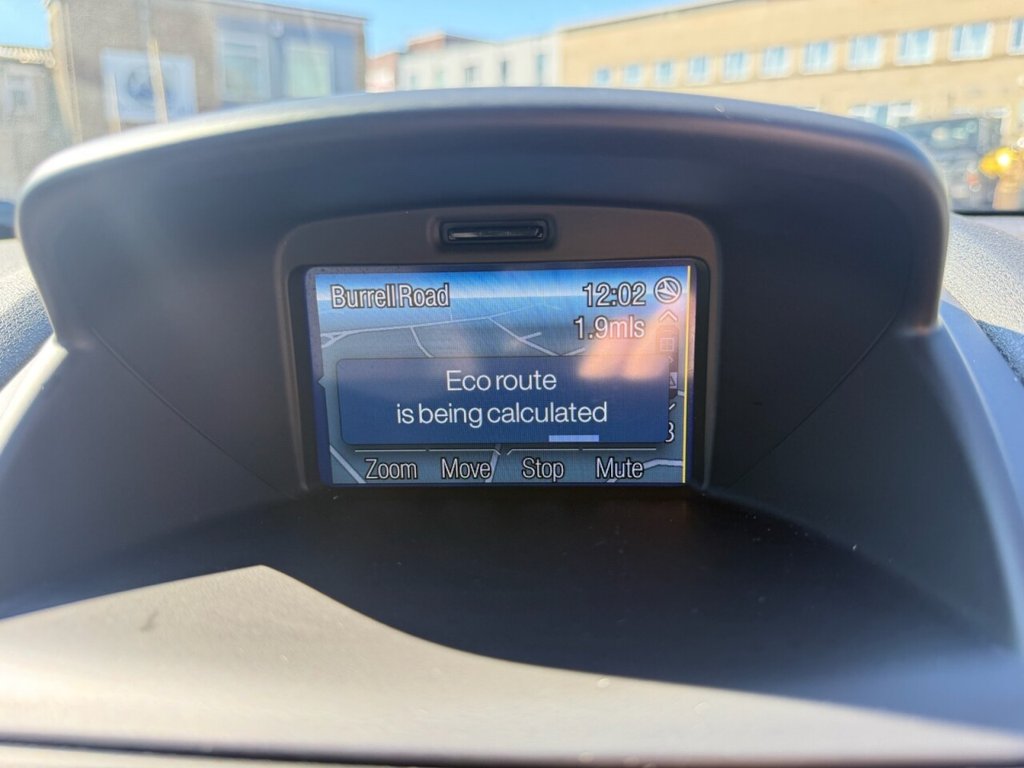 Burrell Road 12:02
1.9mls
Eco route
is being calculated
Zoom Move Stop Mute